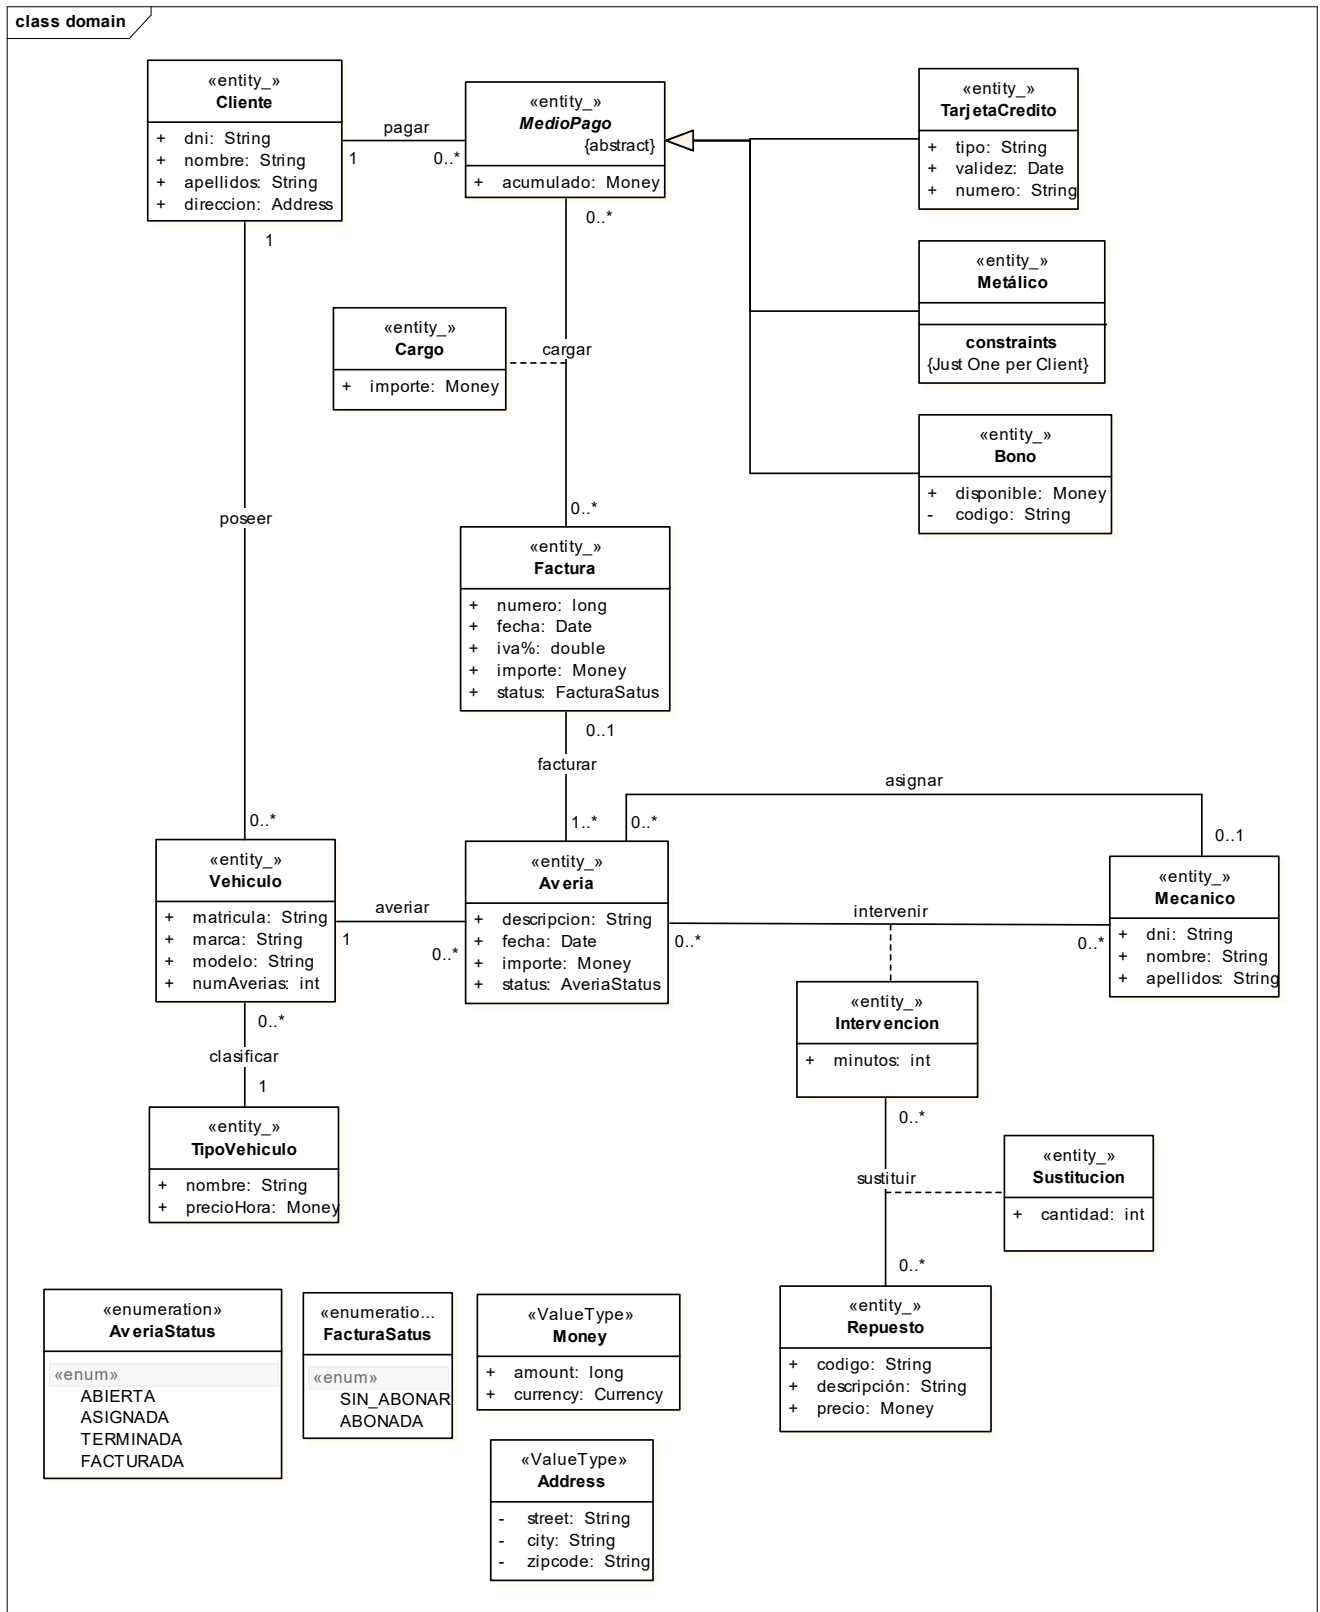 class domain
«entity_»
Cliente
+ dni: String
+ nombre: String
+ apellidos: String
+ direccion: Address
pagar
1
0..*
«entity_»
MedioPago
{abstract}
+ acumulado: Money
«entity_»
TarjetaCredito
+ tipo: String
+ validez: Date
+ numero: String
1
0..*
«entity_»
Metálico
constraints
{Just One per Client}
«entity_»
Cargo
+ importe: Money
cargar
«entity_»
Bono
+ disponible: Money
- codigo: String
poseer
0..*
«entity_»
Factura
+ numero: long
+ fecha: Date
+ iva%: double
+ importe: Money
+ status: FacturaSatus
0..1
facturar
asignar
0..*
1..*
0..*
0..1
«entity_»
Vehiculo
+ matricula: String
+ marca: String
+ modelo: String
+ numAverias: int
averiar
1
0..*
«entity_»
Averia
+ descripcion: String
+ fecha: Date
+ importe: Money
+ status: AveriaStatus
intervenir
0..*
0..*
«entity_»
Mecanico
+ dni: String
+ nombre: String
+ apellidos: String
0..*
clasificar
1
«entity_»
Intervencion
+ minutos: int
«entity_»
TipoVehiculo
+ nombre: String
+ precioHora: Money
0..*
sustituir
0..*
«entity_»
Sustitucion
+ cantidad: int
«enumeration»
AveriaStatus
«enum»
ABIERTA
ASIGNADA
TERMINADA
FACTURADA
«enumeratio...
FacturaSatus
«enum»
SIN_ABONAR
ABONADA
«ValueType»
Money
+ amount: long
+ currency: Currency
«entity_»
Repuesto
+ codigo: String
+ descripción: String
+ precio: Money
«ValueType»
Address
- street: String
- city: String
- zipcode: String